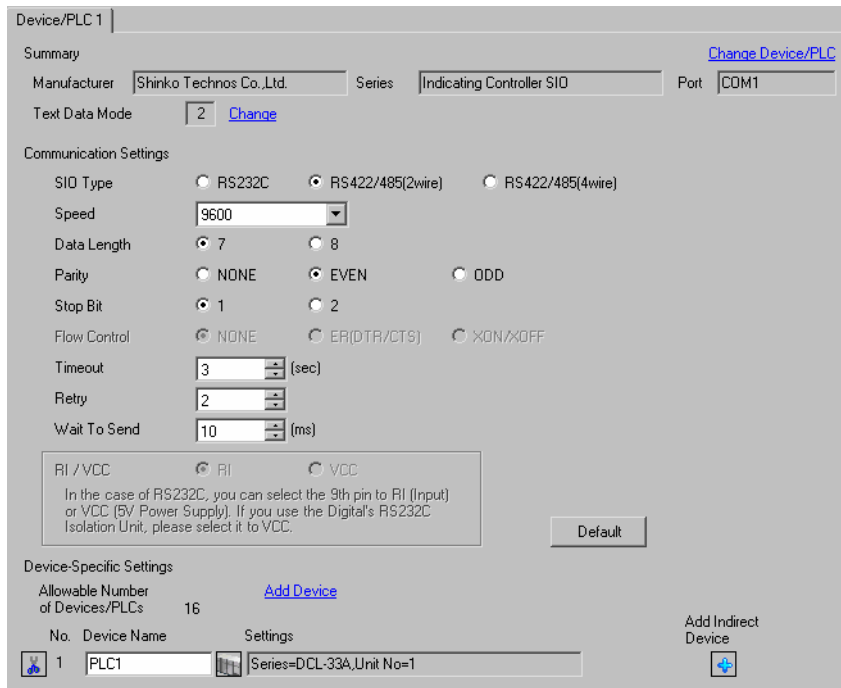 Device/PLC 1
Summary
Change Device/PLC
Manufacturer Shinko Technos Co.,Ltd. Series Indicating Controller SIO Port COM1
Text Data Mode 2 Change
Communication Settings
SIO Type RS232C RS422/485(2wire) RS422/485(4wire)
Speed 9600
Data Length 7 8
Parity NONE EVEN ODD
Stop Bit 1 2
Flow Control NONE ER(DTR/CTS) XON/XOFF
Timeout 3 (sec)
Retry 2
Wait To Send 10 (ms)
RI / VCC RI VCC
In the case of RS232C, you can select the 9th pin to RI (Input)
or VCC (5V Power Supply). If you use the Digital's RS232C
Isolation Unit, please select it to VCC.
Default
Device-Specific Settings
Allowable Number
of Devices/PLCs 16
Add Device
Add Indirect
Device
No. Device Name Settings
1 PLC1 Series=DCL-33A,Unit No=1